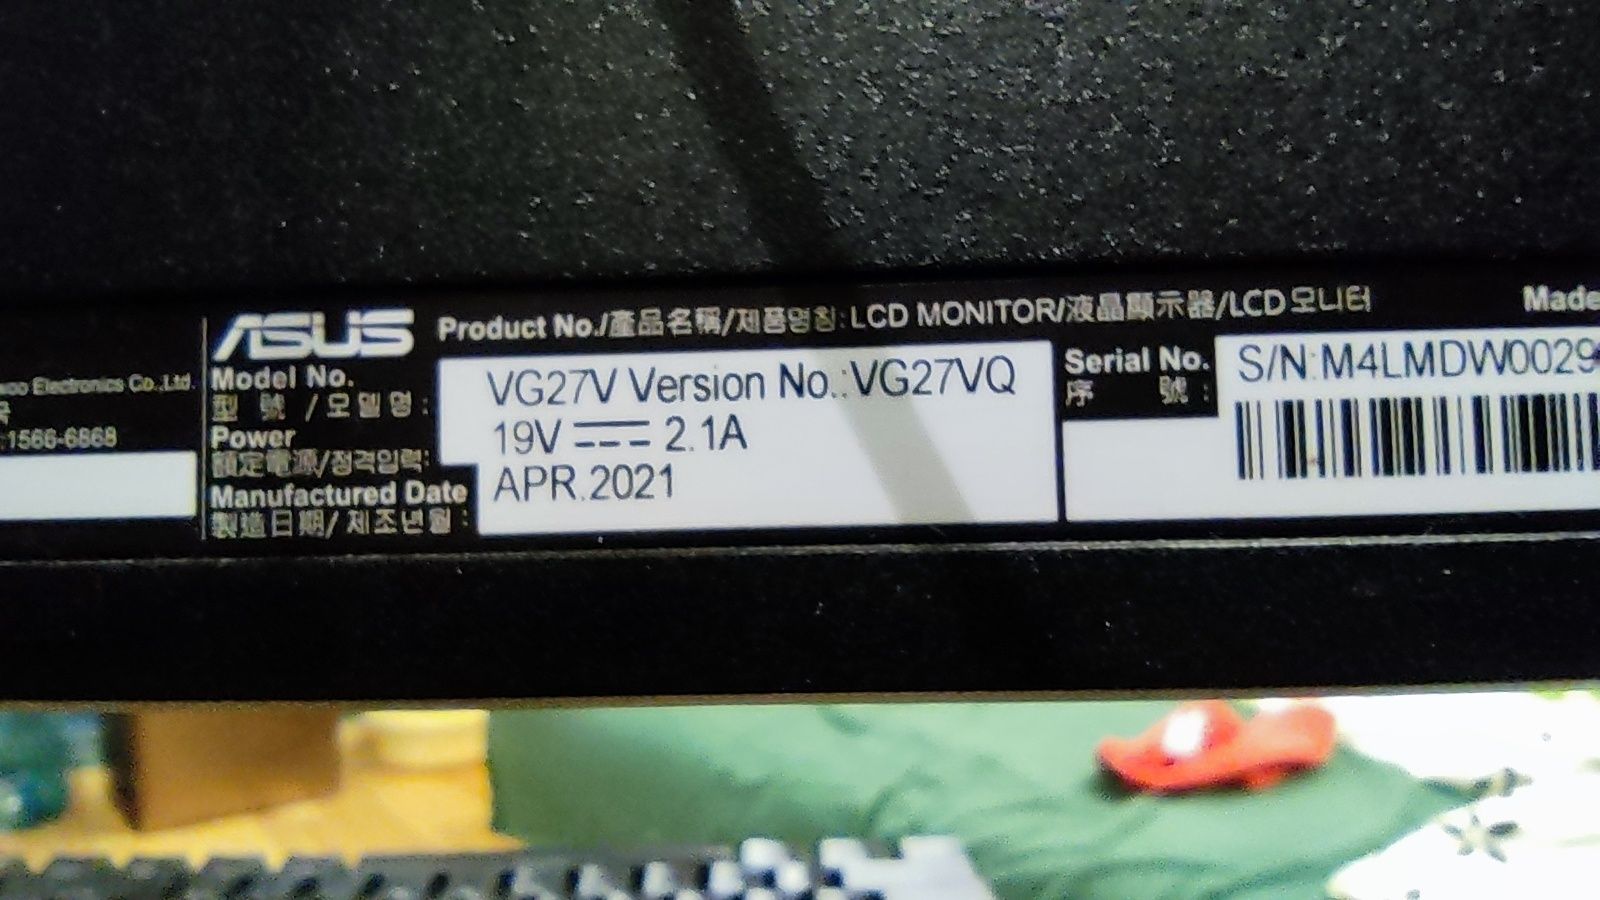 ASUS
Product No./產品名稱/제품명칭:LCD MONITOR/液晶顯示器/LCD모니터
Made
Electronics Co.,Ltd.
:1566-6868
Model No.
型 號 /모델명:
VG27V Version No.:VG27VQ
Power
額定電源/정격입력:
19V 2.1A
Manufactured Date
製造日期/제조년월:
APR.2021
Serial No.
序 號:
S/N:M4LMDW0029